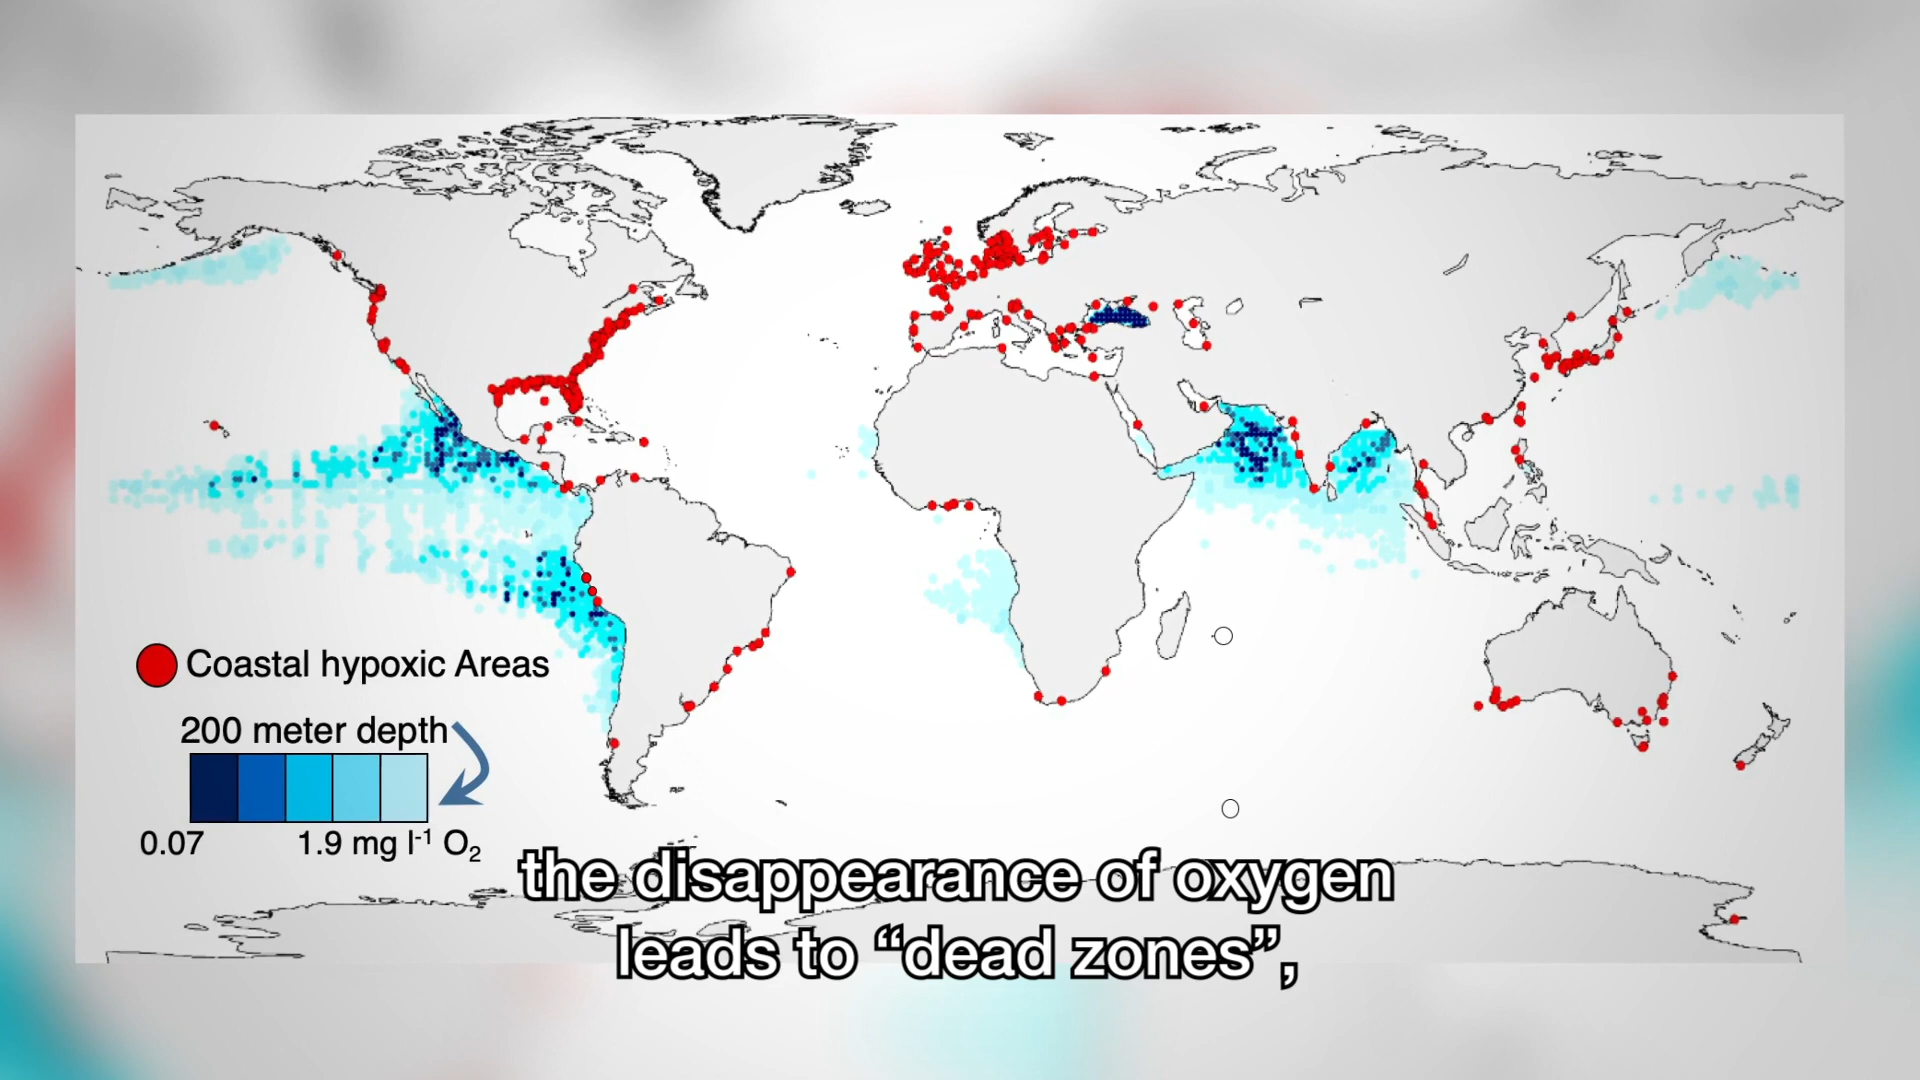 Coastal hypoxic Areas
200 meter depth
0.07 1.9 mg l⁻¹ O₂
the disappearance of oxygen
leads to “dead zones”,